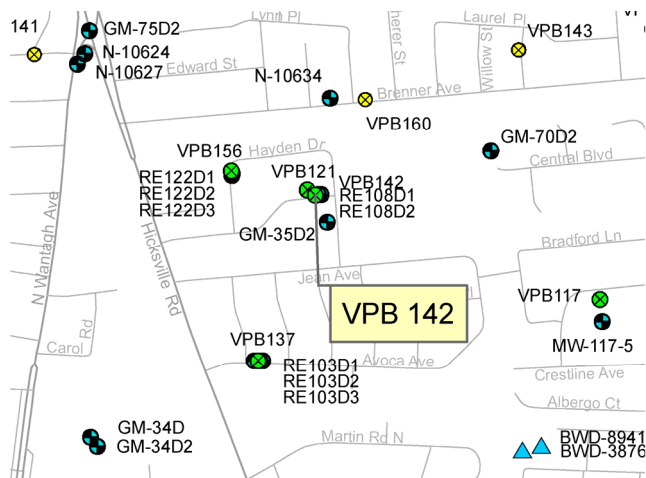 Lynn Pl
Laurel Pl
141
GM-75D2
VPB143
N-10624
Willow St
N-10627
Edward St
N-10634
Brenner Ave
VPB160
Hayden Dr
VPB156
GM-70D2
Central Blvd
VPB121
RE122D1
RE122D2
RE122D3
VPB142
RE108D1
RE108D2
GM-35D2
N Wantagh Ave
Hicksville Rd
Bradford Ln
Jean Ave
VPB117
VPB 142
VPB137
MW-117-5
Carol Rd
Avoca Ave
RE103D1
RE103D2
RE103D3
Crestline Ave
Albergo Ct
GM-34D
GM-34D2
Martin Rd N
BWD-8941
BWD-3876